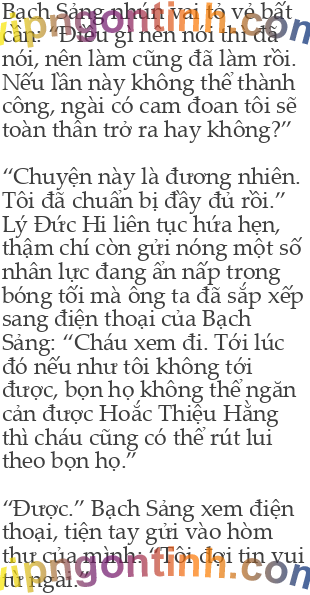 Bạch Sảng nhún vai tỏ vẻ bất
cần: “Điều gì nên nói thì đã
nói, nên làm cũng đã làm rồi.
Nếu lần này không thể thành
công, ngài có cam đoan tôi sẽ
toàn thân trở ra hay không?”
“Chuyện này là đương nhiên.
Tôi đã chuẩn bị đầy đủ rồi.”
Lý Đức Hi liên tục hứa hẹn,
thậm chí còn gửi nóng một số
nhân lực đang ẩn nấp trong
bóng tối mà ông ta đã sắp xếp
sang điện thoại của Bạch
Sảng: “Cháu xem đi. Tới lúc
đó nếu như tôi không tới
được, bọn họ không thể ngăn
cản được Hoắc Thiệu Hằng
thì cháu cũng có thể rút lui
theo bọn họ.”
“Được.” Bạch Sảng xem điện
thoại, tiện tay gửi vào hòm
thư của mình: “Tôi đợi tin vui
từ ngài.”